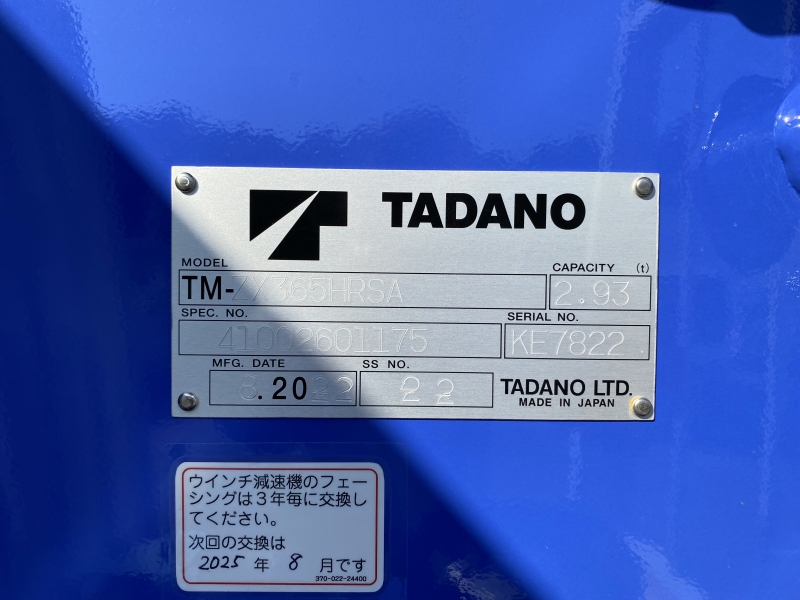 TADANO
MODEL
CAPACITY (t)
TM-ZX365HRSA
2.93
SPEC. NO.
SERIAL NO.
41002601175
KE7822
MFG. DATE
SS NO.
8.2022
22
TADANO LTD.
MADE IN JAPAN
ウインチ減速機のフェー
シングは3年毎に交換し
てください。
次回の交換は
2025 年 8 月です
370-022-24400